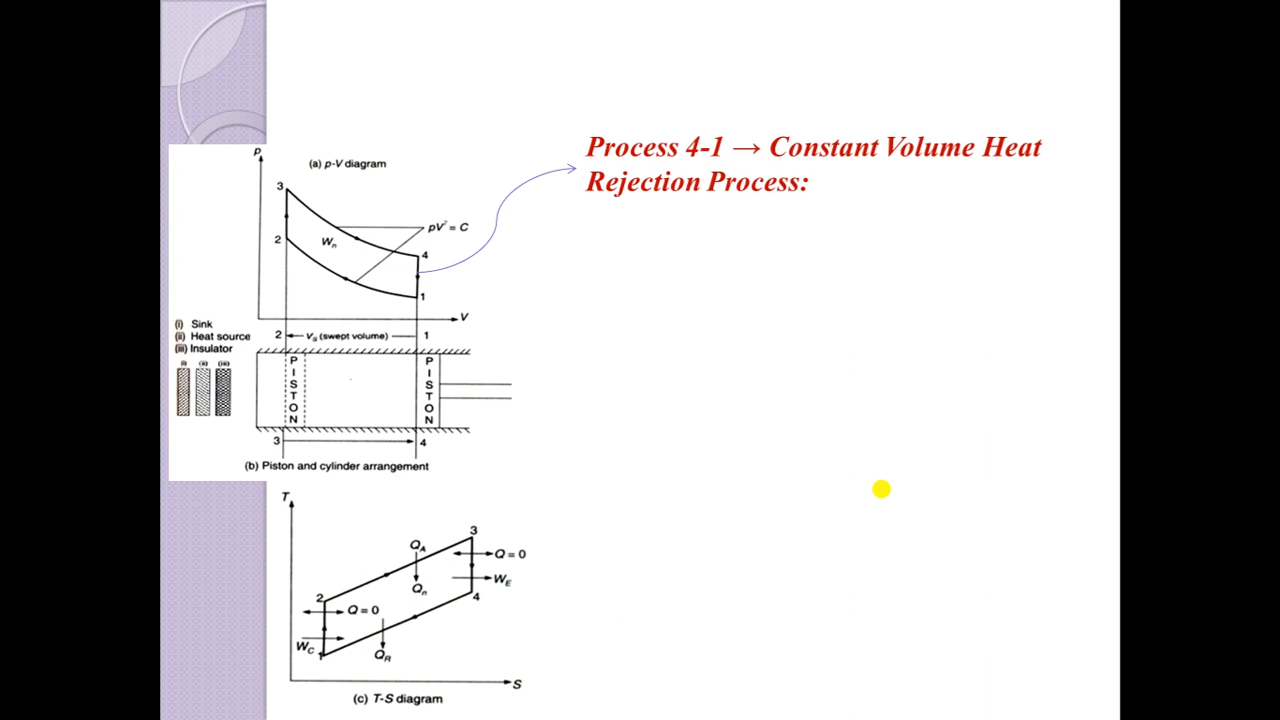 Process 4-1 → Constant Volume Heat
Rejection Process:
p
(a) p-V diagram
3
pVγ = C
2
Wn
4
1
V
(i) Sink
(ii) Heat source
(iii) Insulator
2
VS (swept volume)
1
(i) (ii) (iii)
PISTON
PISTON
3
4
(b) Piston and cylinder arrangement
T
3
QA
Q = 0
WE
Qn
2
4
Q = 0
WC
1
QR
S
(c) T-S diagram